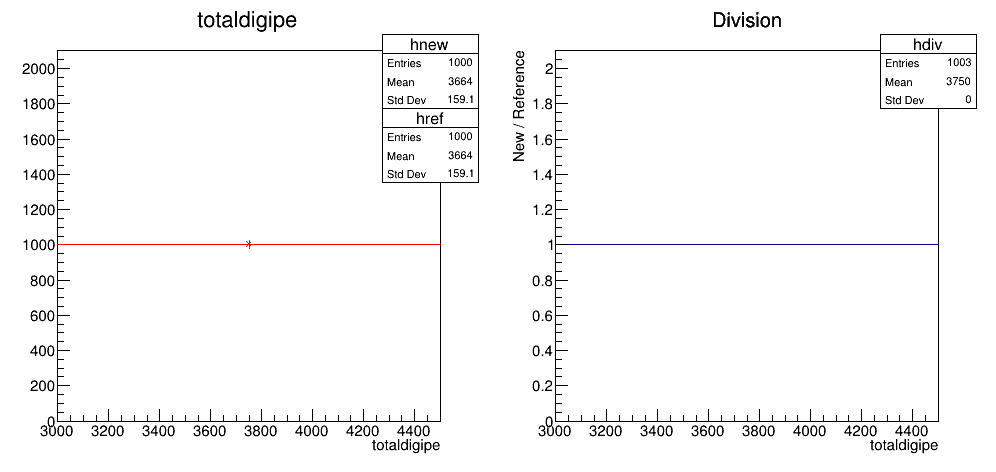 totaldigipe
hnew
Entries 1000
Mean 3664
Std Dev 159.1
href
Entries 1000
Mean 3664
Std Dev 159.1
2000
1800
1600
1400
1200
1000
800
600
400
200
0
3000 3200 3400 3600 3800 4000 4200 4400
totaldigipe
Division
hdiv
Entries 1003
Mean 3750
Std Dev 0
New / Reference
2
1.8
1.6
1.4
1.2
1
0.8
0.6
0.4
0.2
0
3000 3200 3400 3600 3800 4000 4200 4400
totaldigipe